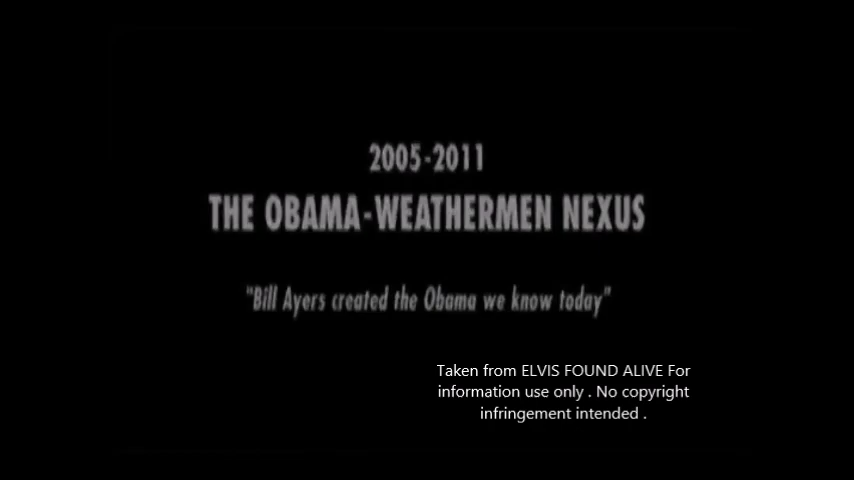 2005-2011
THE OBAMA-WEATHERMEN NEXUS
"Bill Ayers created the Obama we know today"
Taken from ELVIS FOUND ALIVE For
information use only . No copyright
infringement intended .